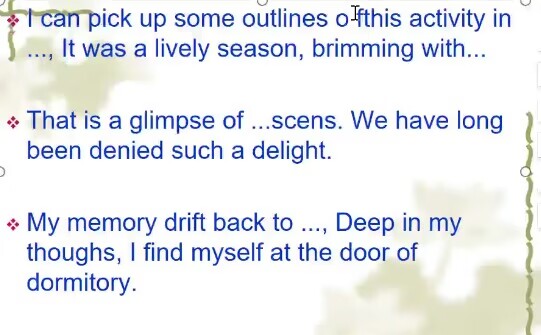 I can pick up some outlines o fthis activity in
..., It was a lively season, brimming with...
That is a glimpse of ...scens. We have long
been denied such a delight.
My memory drift back to ..., Deep in my
thoughs, I find myself at the door of
dormitory.